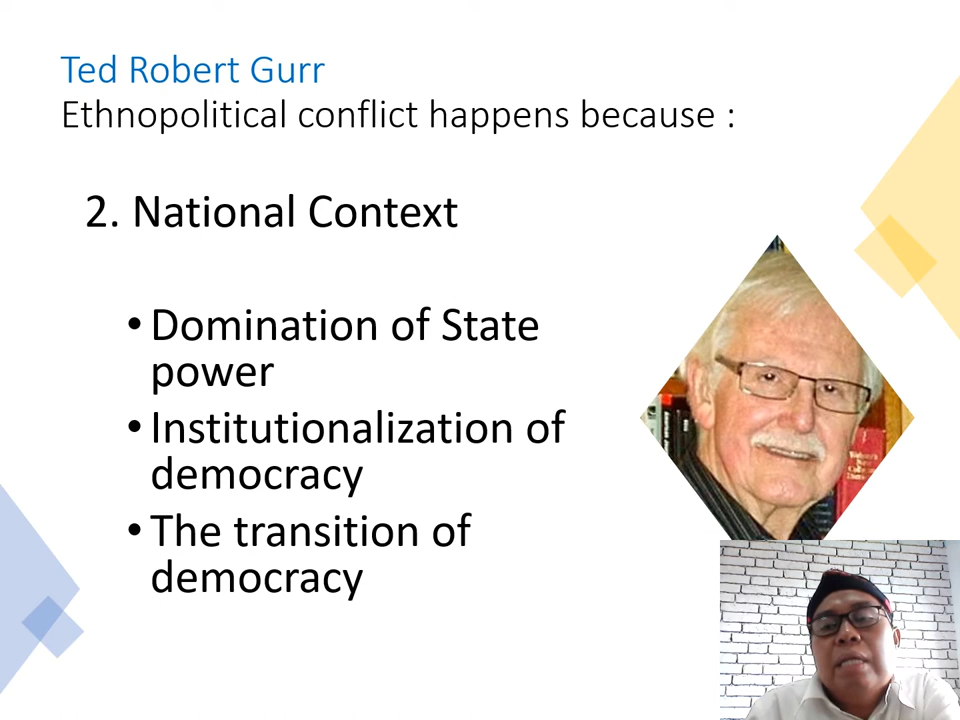 Ted Robert Gurr
Ethnopolitical conflict happens because :
2. National Context
• Domination of State
power
• Institutionalization of
democracy
• The transition of
democracy